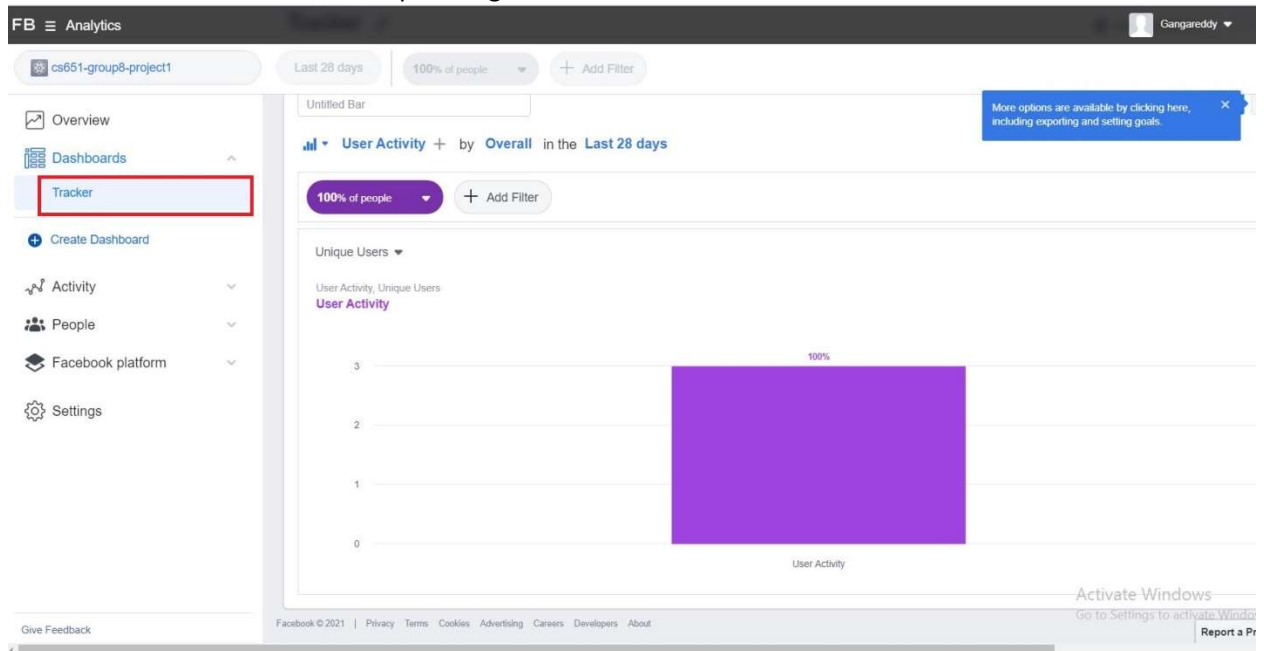 FB ☰ Analytics
Tracker
Gangareddy
cs651-group8-project1
Last 28 days
100% of people
+ Add Filter
Overview
Dashboards
Tracker
Create Dashboard
Activity
People
Facebook platform
Settings
Give Feedback
Untitled Bar
More options are available by clicking here,
including exporting and setting goals.
User Activity + by Overall in the Last 28 days
100% of people
+ Add Filter
Unique Users
User Activity, Unique Users
User Activity
100%
3
2
1
0
User Activity
Activate Windows
Go to Settings to activate Windo
Facebook © 2021 | Privacy Terms Cookies Advertising Careers Developers About
Report a Pr